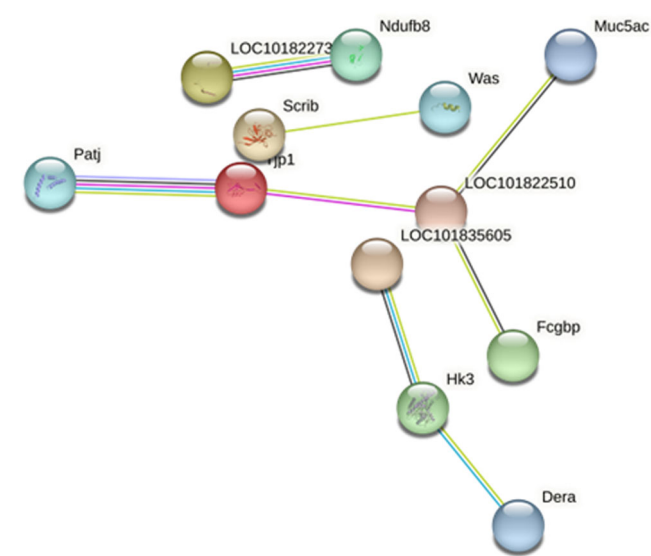 Ndufb8
Muc5ac
LOC10182273
Was
Scrib
Patj
LOC101822510
LOC101835605
Fcgbp
Hk3
Dera